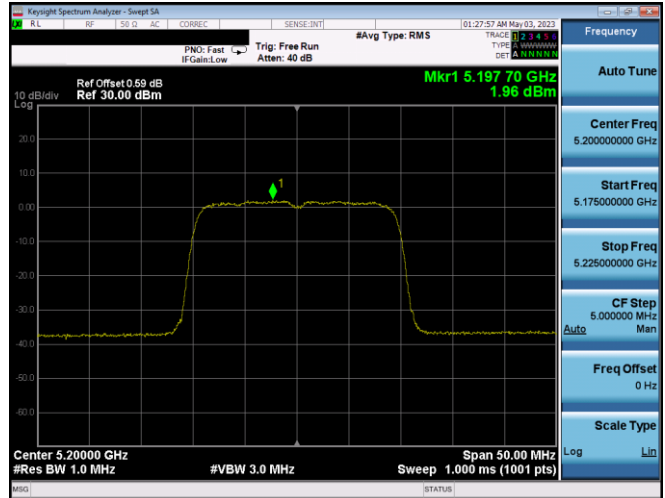 Keysight Spectrum Analyzer - Swept SA
RL RF 50 Ω AC CORREC SENSE:INT 01:27:57 AM May 03, 2023
#Avg Type: RMS TRACE 1 2 3 4 5 6
PNO: Fast Trig: Free Run TYPE A WWWWW
IFGain:Low Atten: 40 dB DET A N N N N N
Mkr1 5.197 70 GHz
Ref Offset 0.59 dB
10 dB/div Ref 30.00 dBm 1.96 dBm
Log
20.0
10.0
1
0.00
-10.0
-20.0
-30.0
-40.0
-50.0
-60.0
Center 5.20000 GHz Span 50.00 MHz
#Res BW 1.0 MHz #VBW 3.0 MHz Sweep 1.000 ms (1001 pts)
MSG STATUS
Frequency
Auto Tune
Center Freq
5.200000000 GHz
Start Freq
5.175000000 GHz
Stop Freq
5.225000000 GHz
CF Step
5.000000 MHz
Auto Man
Freq Offset
0 Hz
Scale Type
Log Lin